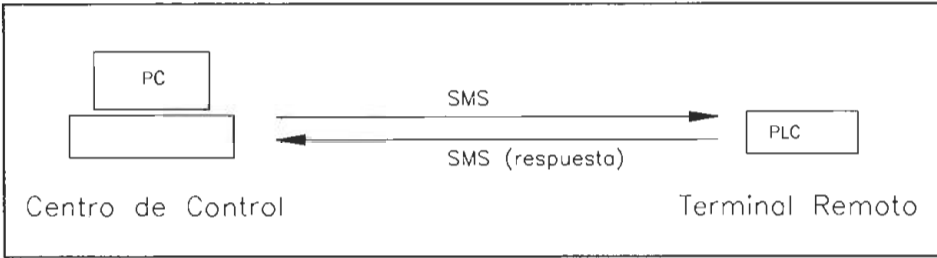 PC
SMS
PLC
SMS (respuesta)
Centro de Control
Terminal Remoto